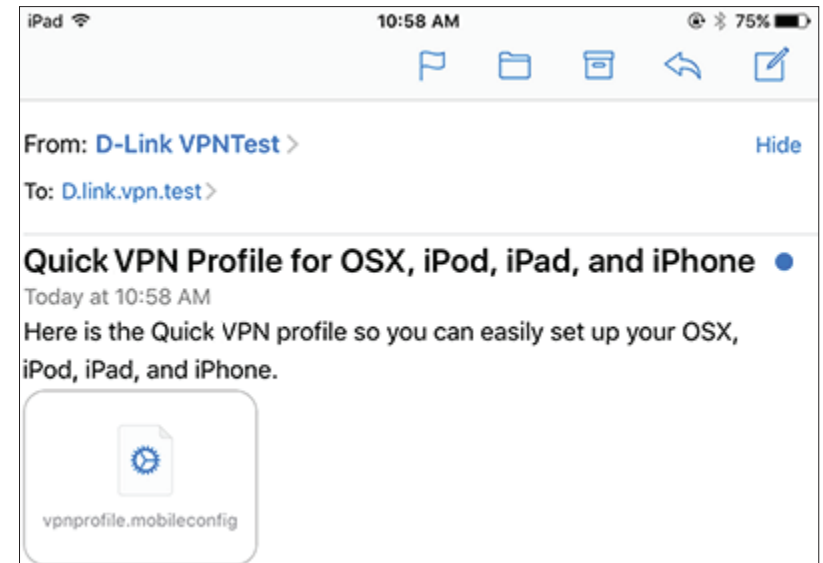 iPad 10:58 AM 75%
From: D-Link VPNTest
Hide
To: D.link.vpn.test
Quick VPN Profile for OSX, iPod, iPad, and iPhone
Today at 10:58 AM
Here is the Quick VPN profile so you can easily set up your OSX,
iPod, iPad, and iPhone.
vpnprofile.mobileconfig